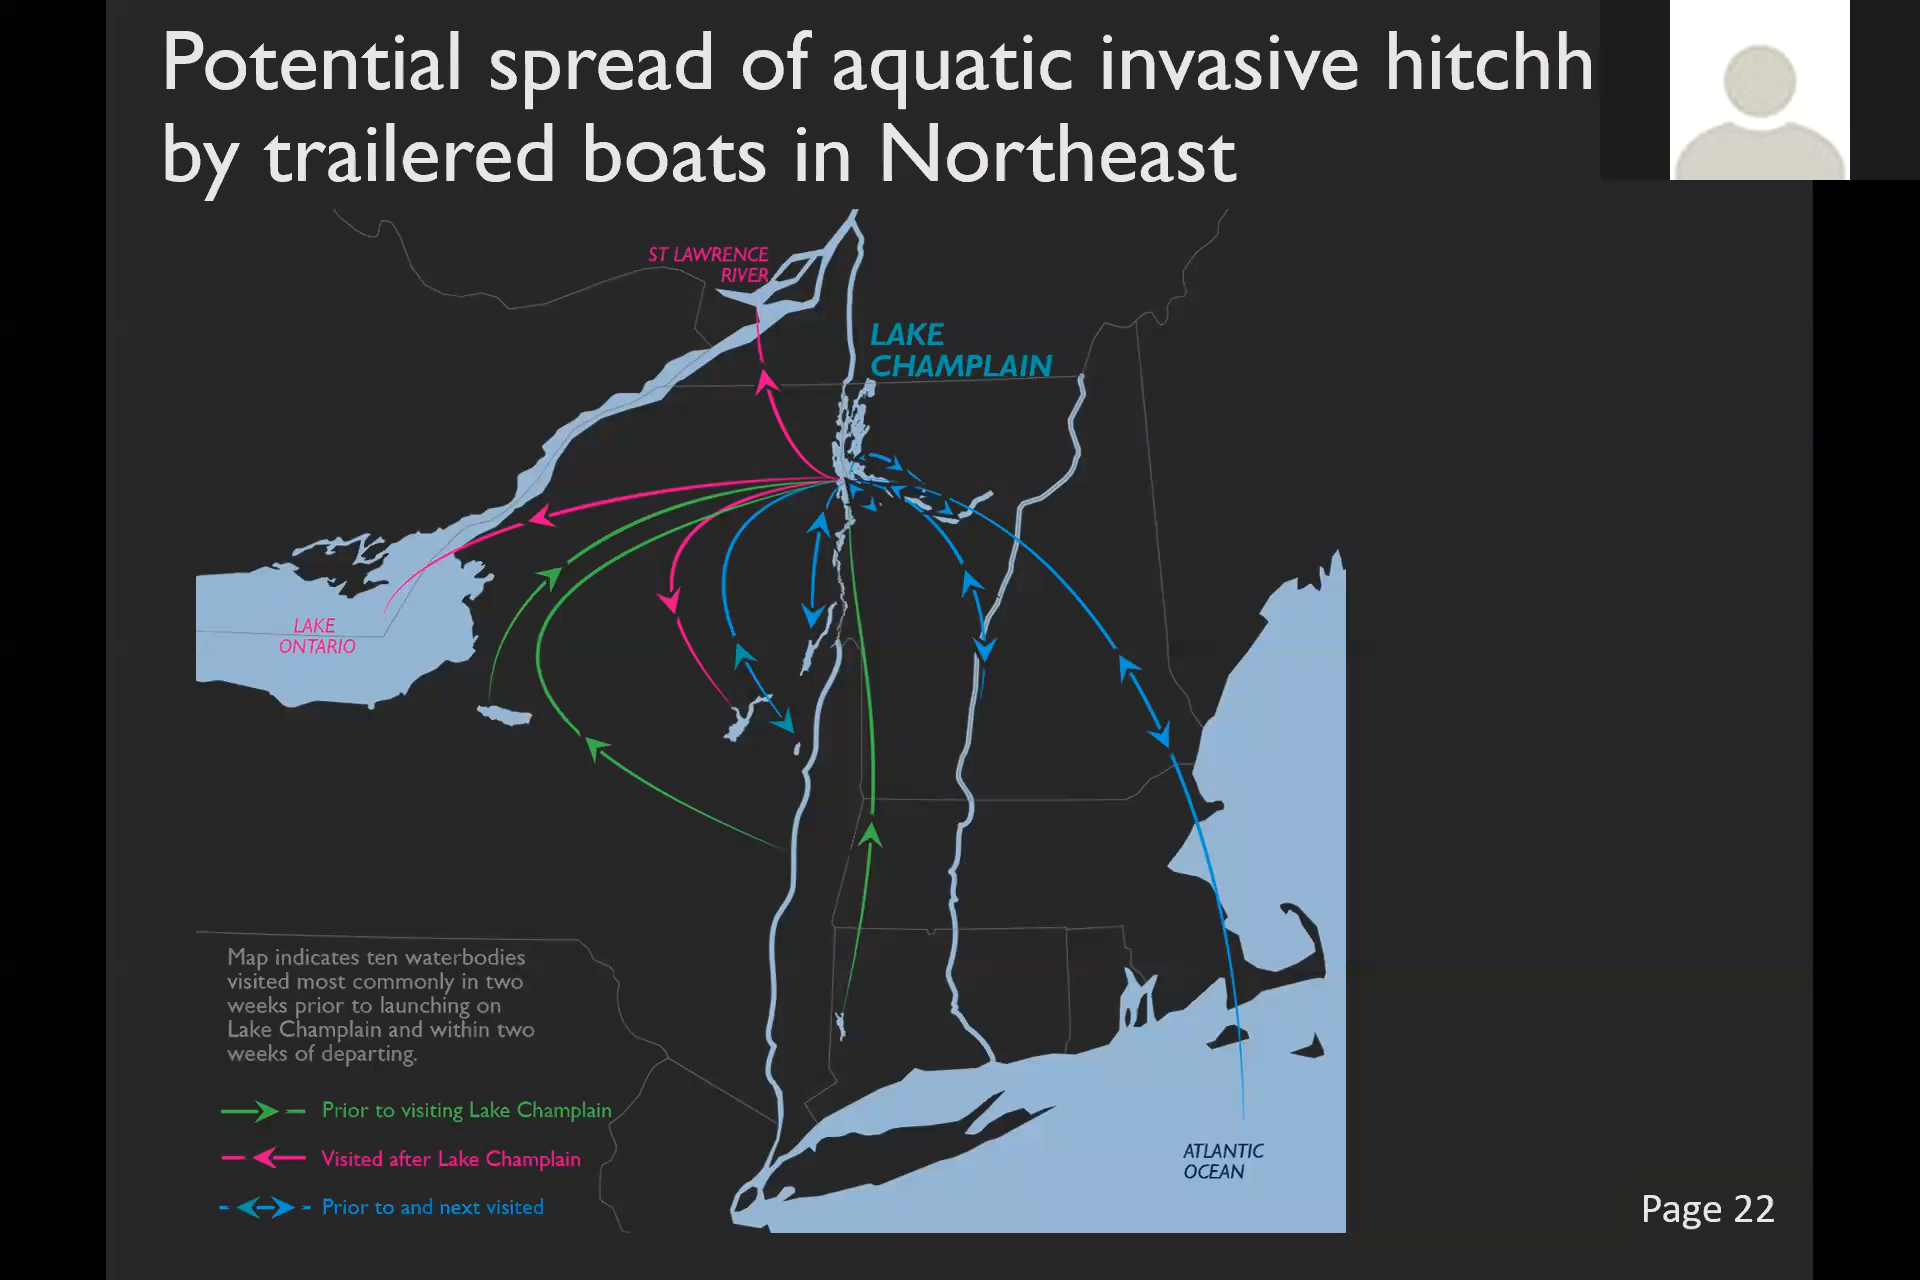 Potential spread of aquatic invasive hitchh
by trailered boats in Northeast
ST LAWRENCE
RIVER
LAKE
CHAMPLAIN
LAKE
ONTARIO
Map indicates ten waterbodies
visited most commonly in two
weeks prior to launching on
Lake Champlain and within two
weeks of departing.
Prior to visiting Lake Champlain
Visited after Lake Champlain
Prior to and next visited
ATLANTIC
OCEAN
Page 22